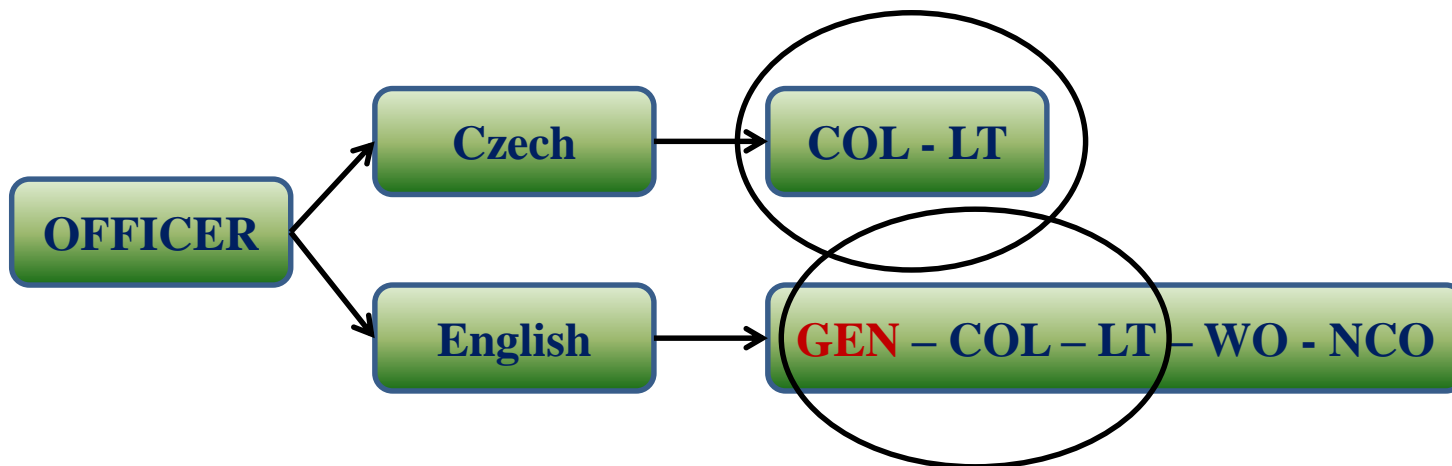 OFFICER
Czech
COL - LT
English
GEN – COL – LT – WO - NCO